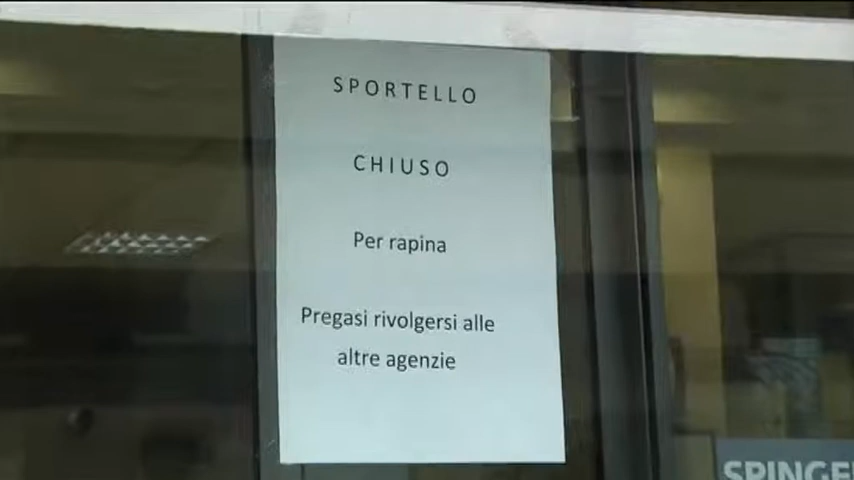 SPORTELLO
CHIUSO
Per rapina
Pregasi rivolgersi alle
altre agenzie